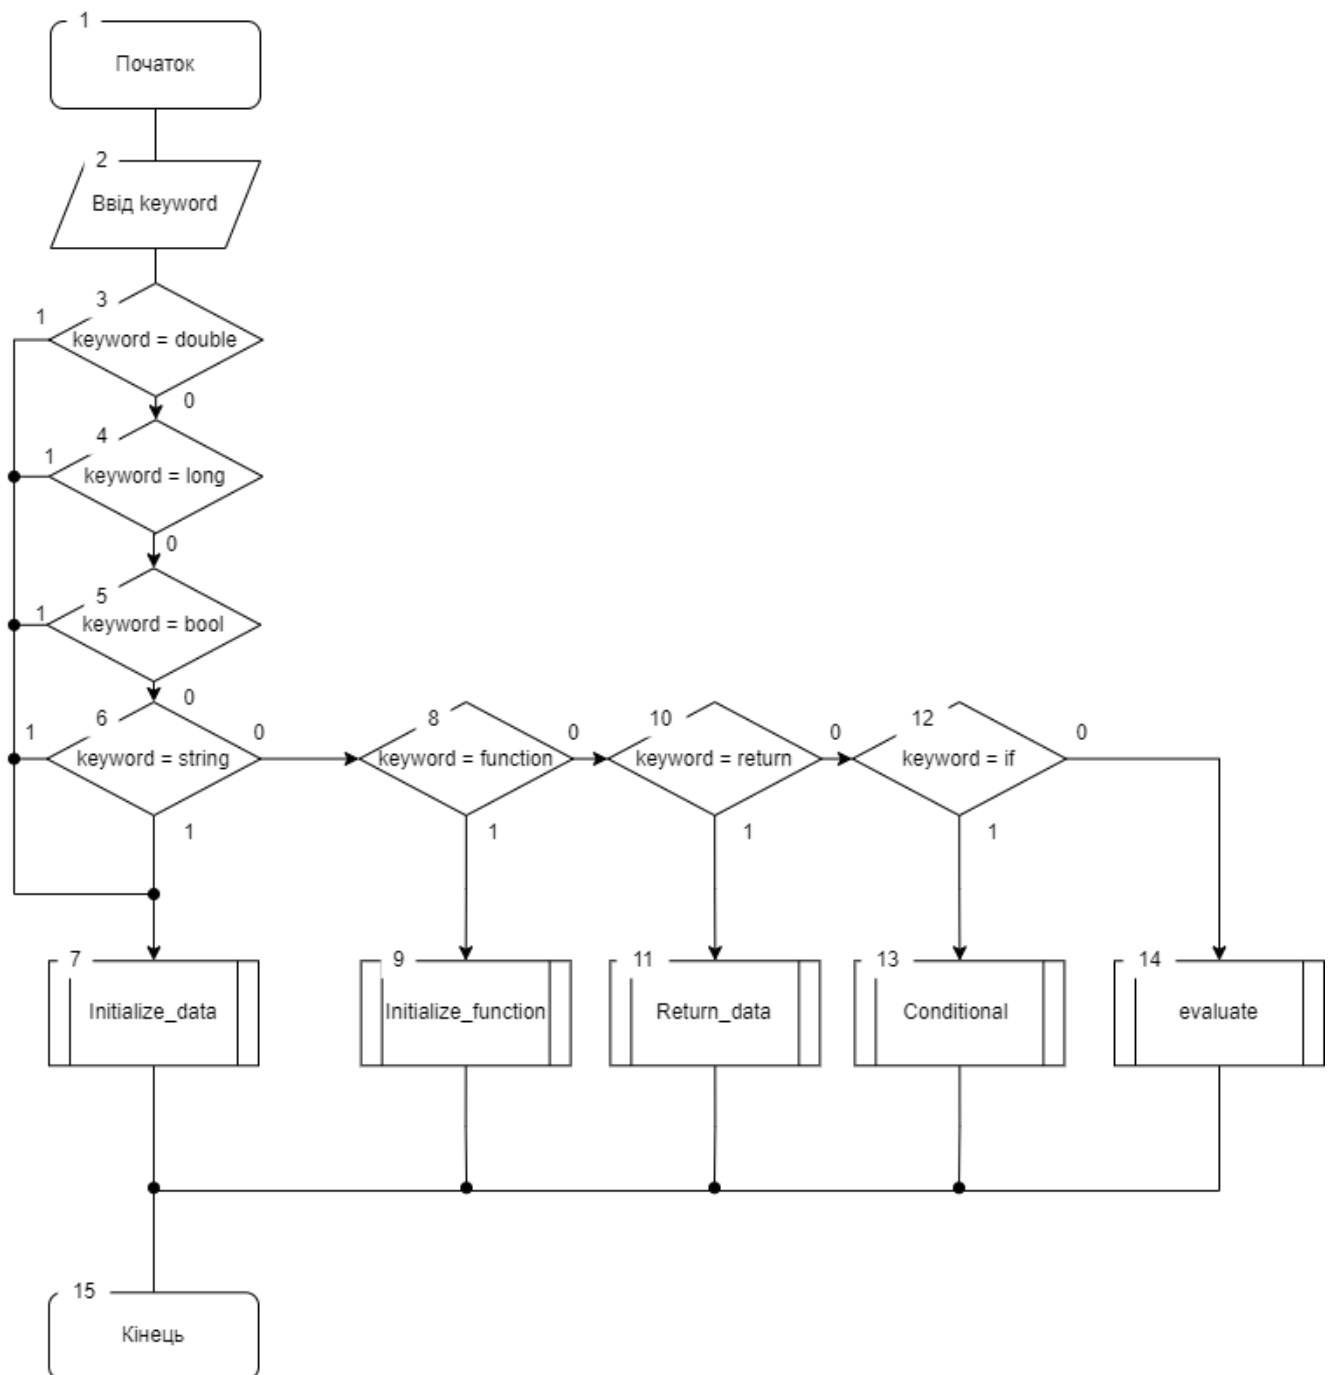 1
Початок
2
Ввід keyword
3
1
keyword = double
0
4
1
keyword = long
0
5
1
keyword = bool
0
6
1
keyword = string
0
1
8
keyword = function
0
1
10
keyword = return
0
1
12
keyword = if
0
1
7
Initialize_data
9
Initialize_function
11
Return_data
13
Conditional
14
evaluate
15
Кінець